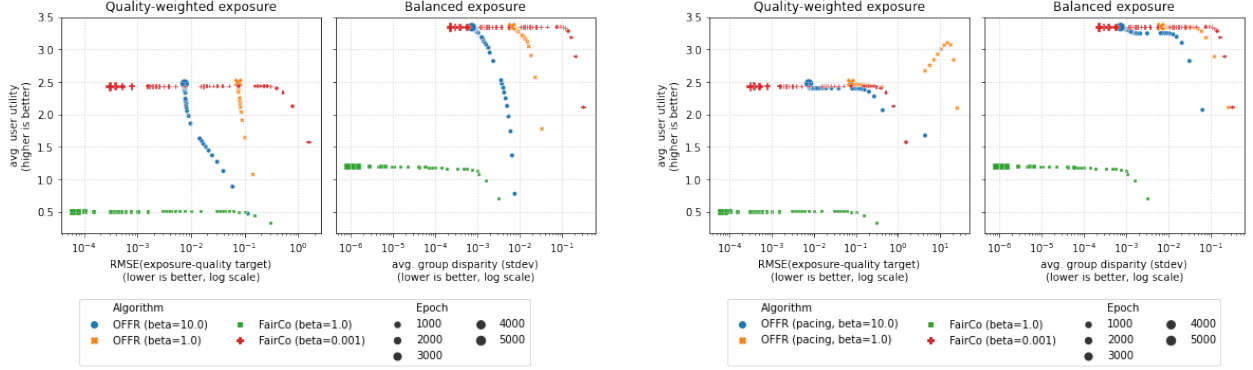 Quality-weighted exposure
Balanced exposure
avg. user utility
(higher is better)
3.5
3.0
2.5
2.0
1.5
1.0
0.5
10⁻⁴
10⁻³
10⁻²
10⁻¹
10⁰
RMSE(exposure-quality target)
(lower is better, log scale)
10⁻⁶
10⁻⁵
10⁻⁴
10⁻³
10⁻²
10⁻¹
avg. group disparity (stdev)
(lower is better, log scale)
Algorithm
OFFR (beta=10.0)
OFFR (beta=1.0)
FairCo (beta=1.0)
FairCo (beta=0.001)
Epoch
1000
2000
3000
4000
5000
Quality-weighted exposure
Balanced exposure
avg. user utility
(higher is better)
3.5
3.0
2.5
2.0
1.5
1.0
0.5
10⁻⁴
10⁻³
10⁻²
10⁻¹
10⁰
10¹
RMSE(exposure-quality target)
(lower is better, log scale)
10⁻⁶
10⁻⁵
10⁻⁴
10⁻³
10⁻²
10⁻¹
avg. group disparity (stdev)
(lower is better, log scale)
Algorithm
OFFR (pacing, beta=10.0)
OFFR (pacing, beta=1.0)
FairCo (beta=1.0)
FairCo (beta=0.001)
Epoch
1000
2000
3000
4000
5000